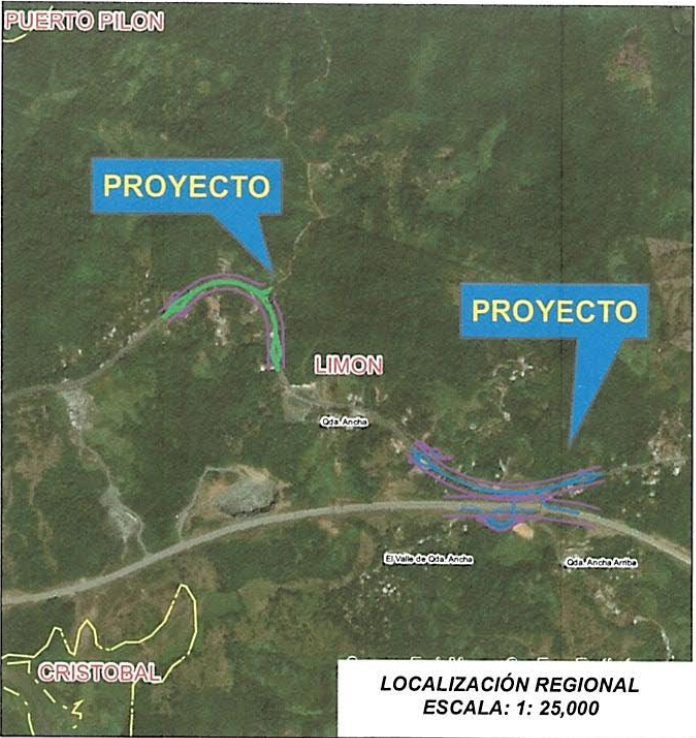 PUERTO PILON
PROYECTO
PROYECTO
LIMON
Qda. Ancha
El Valle de Qda. Ancha
Qda. Ancha Arriba
CRISTOBAL
LOCALIZACIÓN REGIONAL
ESCALA: 1: 25,000